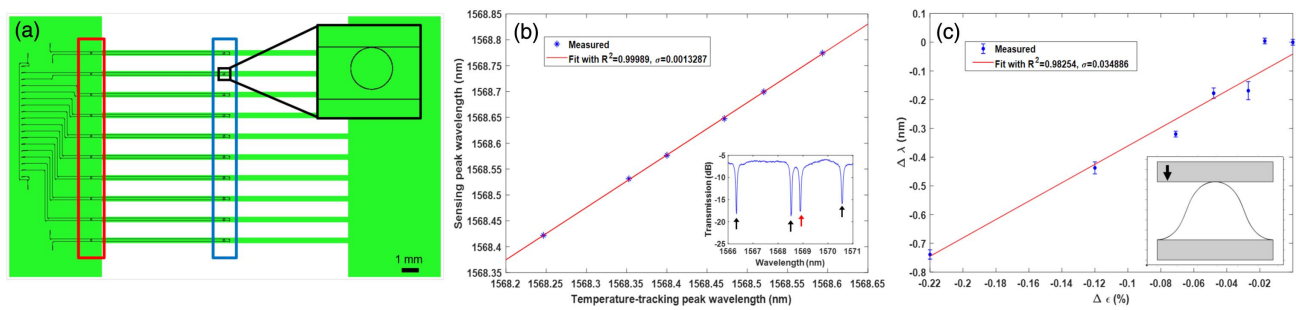 (a)
1 mm
(b)
Sensing peak wavelength (nm)
1568.85
1568.8
1568.75
1568.7
1568.65
1568.6
1568.55
1568.5
1568.45
1568.4
1568.35
Measured
Fit with R²=0.99989, σ=0.0013287
Transmission (dB)
-5
-10
-15
-20
-25
1566 1567 1568 1569 1570 1571
Wavelength (nm)
1568.2 1568.25 1568.3 1568.35 1568.4 1568.45 1568.5 1568.55 1568.6 1568.65
Temperature-tracking peak wavelength (nm)
(c)
Δ λ (nm)
0.1
0
-0.1
-0.2
-0.3
-0.4
-0.5
-0.6
-0.7
-0.8
Measured
Fit with R²=0.98254, σ=0.034886
-0.22 -0.2 -0.18 -0.16 -0.14 -0.12 -0.1 -0.08 -0.06 -0.04 -0.02 0
Δ ϵ (%)